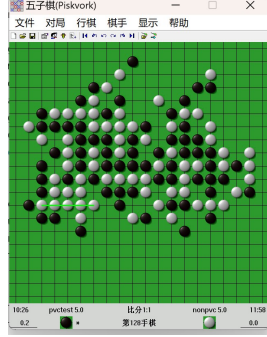 五子棋(Piskvork)
文件 对局 行棋 棋手 显示 帮助
10:26 pvctest 5.0 比分1:1 nonpvc 5.0 11:58
0.2 第128手棋 0.0